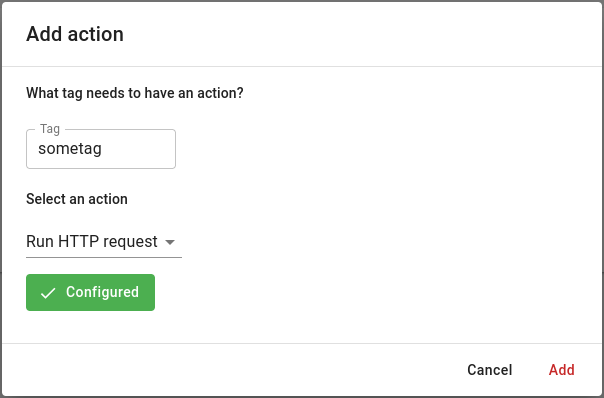 Add action
What tag needs to have an action?
Tag
sometag
Select an action
Run HTTP request
Configured
Cancel
Add